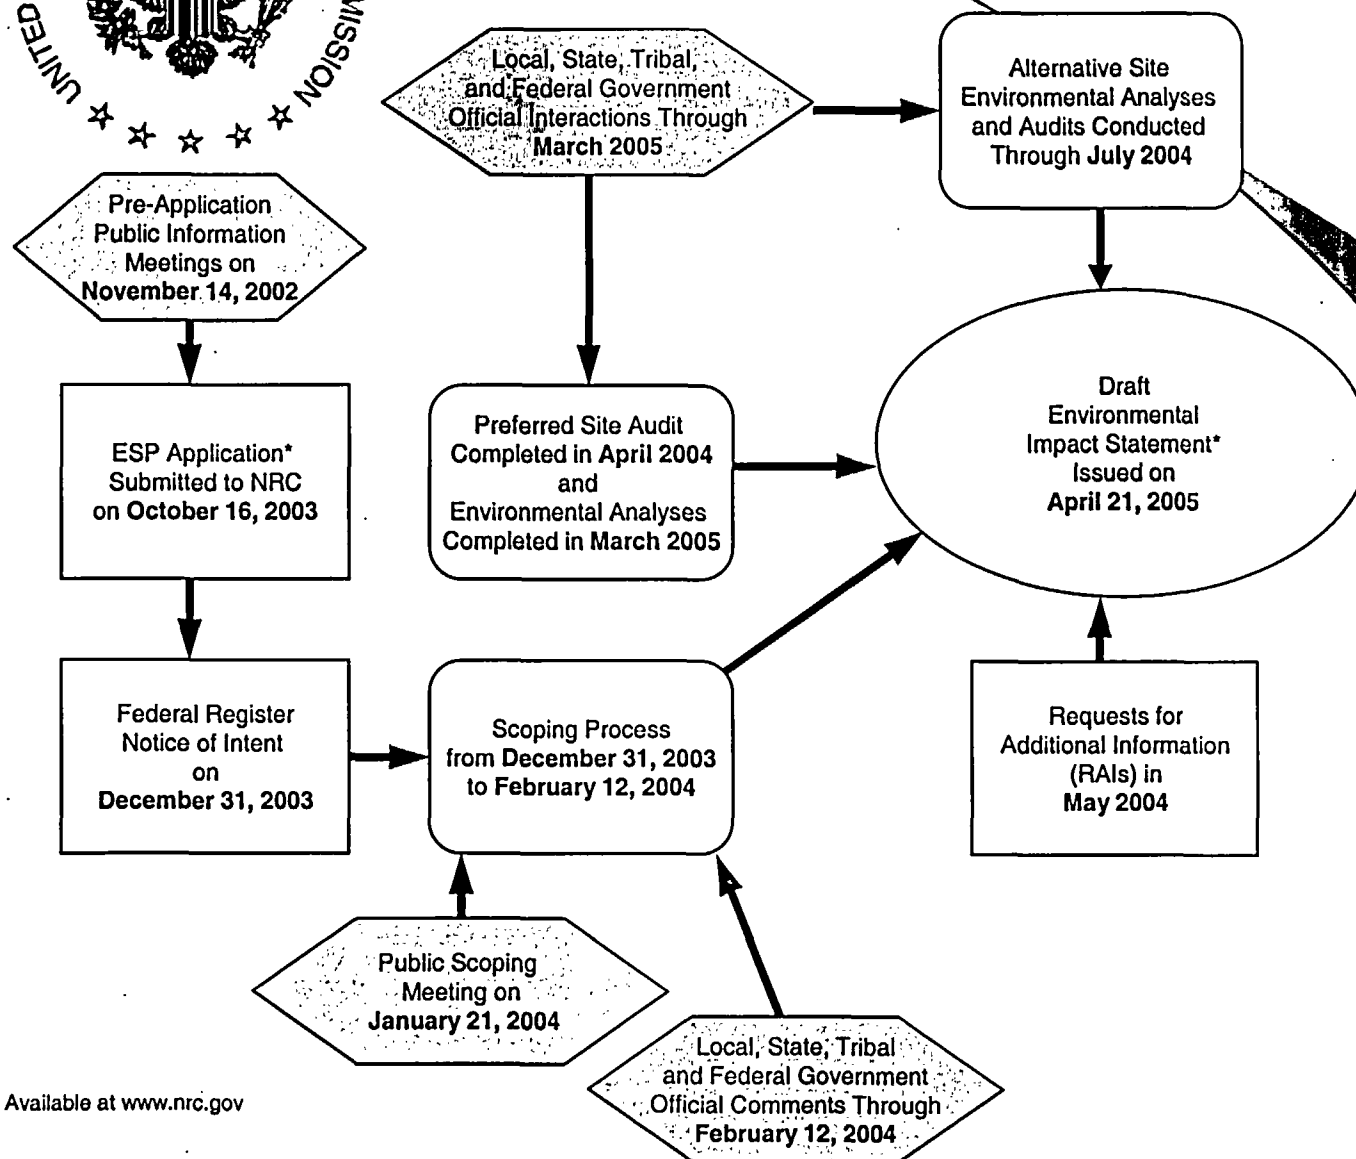 UNITED
MISSION
Local, State, Tribal,
and Federal Government
Official Interactions Through
March 2005
Alternative Site
Environmental Analyses
and Audits Conducted
Through July 2004
Pre-Application
Public Information
Meetings on
November 14, 2002
ESP Application*
Submitted to NRC
on October 16, 2003
Preferred Site Audit
Completed in April 2004
and
Environmental Analyses
Completed in March 2005
Draft
Environmental
Impact Statement*
Issued on
April 21, 2005
Federal Register
Notice of Intent
on
December 31, 2003
Scoping Process
from December 31, 2003
to February 12, 2004
Requests for
Additional Information
(RAIs) in
May 2004
Public Scoping
Meeting on
January 21, 2004
Local, State, Tribal
and Federal Government
Official Comments Through
February 12, 2004
Available at www.nrc.gov